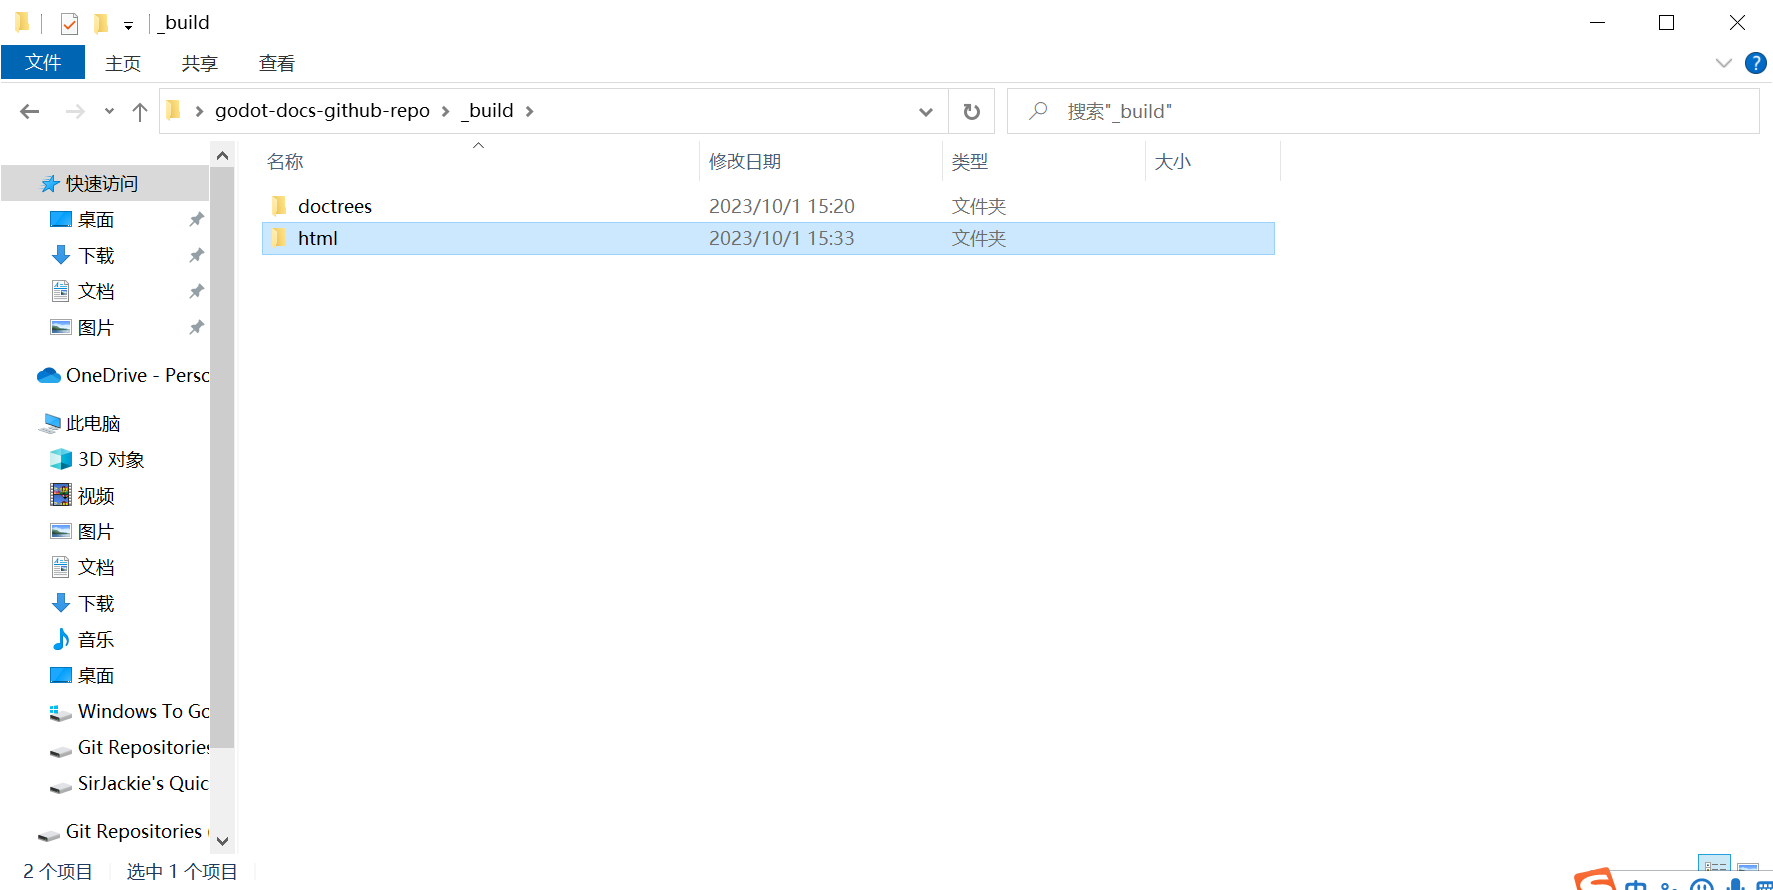 _build
文件 主页 共享 查看
godot-docs-github-repo _build 搜索"_build"
名称 修改日期 类型 大小
快速访问
桌面
下载
文档
图片
OneDrive - Perso
此电脑
3D 对象
视频
图片
文档
下载
音乐
桌面
Windows To Go
Git Repositories
SirJackie's Quic
Git Repositories
doctrees 2023/10/1 15:20 文件夹
html 2023/10/1 15:33 文件夹
2 个项目 选中 1 个项目
中